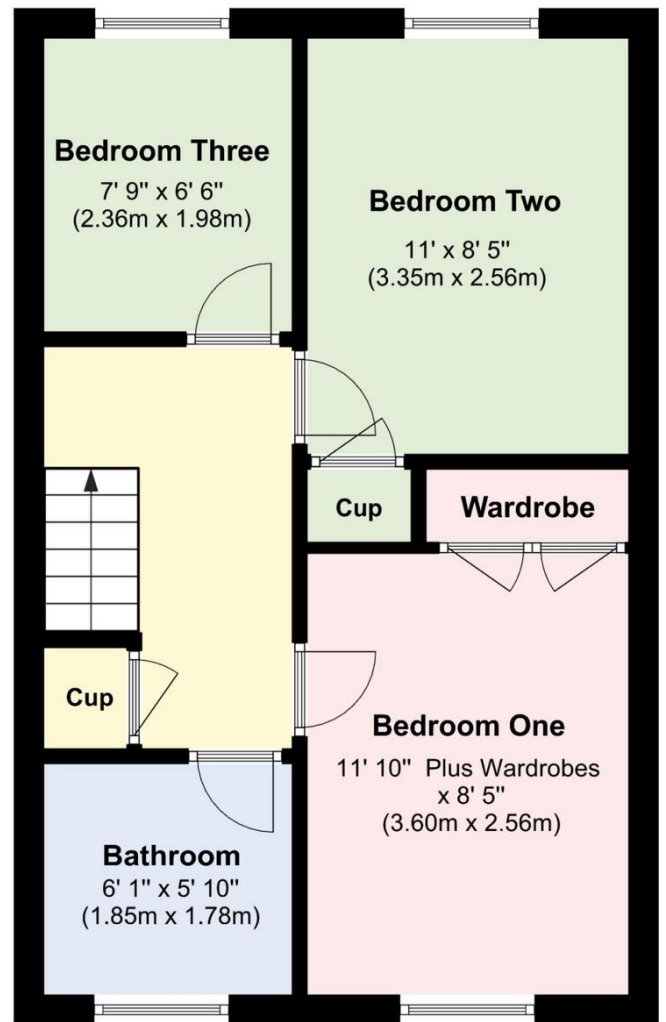 Bedroom Three
7' 9" x 6' 6"
(2.36m x 1.98m)
Bedroom Two
11' x 8' 5"
(3.35m x 2.56m)
Cup
Wardrobe
Cup
Bedroom One
11' 10" Plus Wardrobes
x 8' 5"
(3.60m x 2.56m)
Bathroom
6' 1" x 5' 10"
(1.85m x 1.78m)